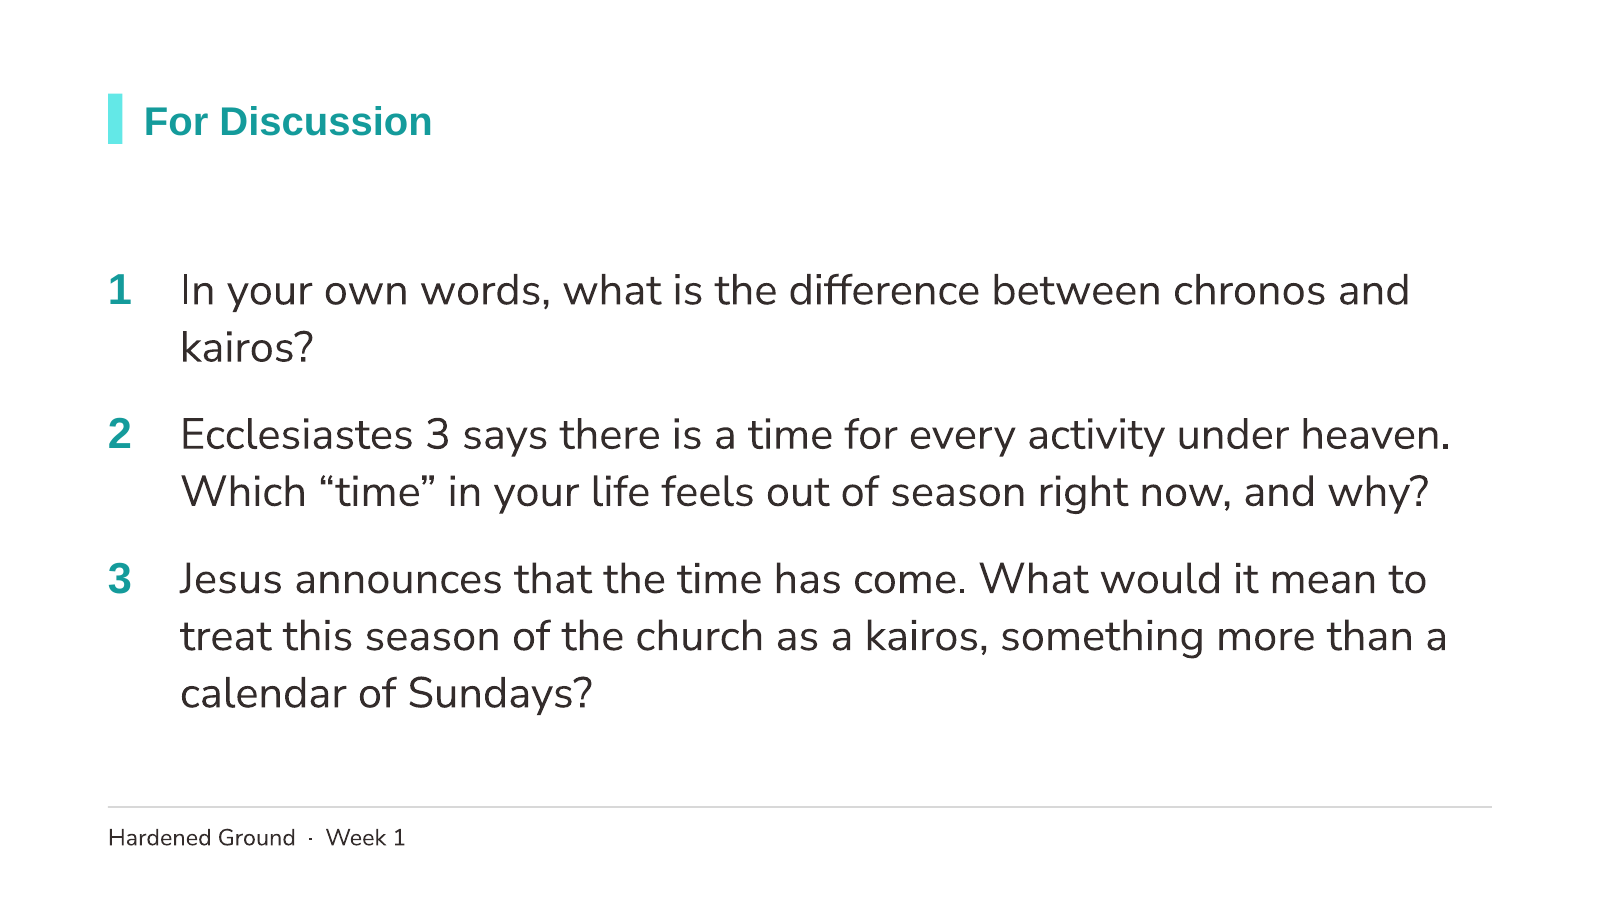 For Discussion
1 In your own words, what is the difference between chronos and
kairos?
2 Ecclesiastes 3 says there is a time for every activity under heaven.
Which “time” in your life feels out of season right now, and why?
3 Jesus announces that the time has come. What would it mean to
treat this season of the church as a kairos, something more than a
calendar of Sundays?
Hardened Ground · Week 1